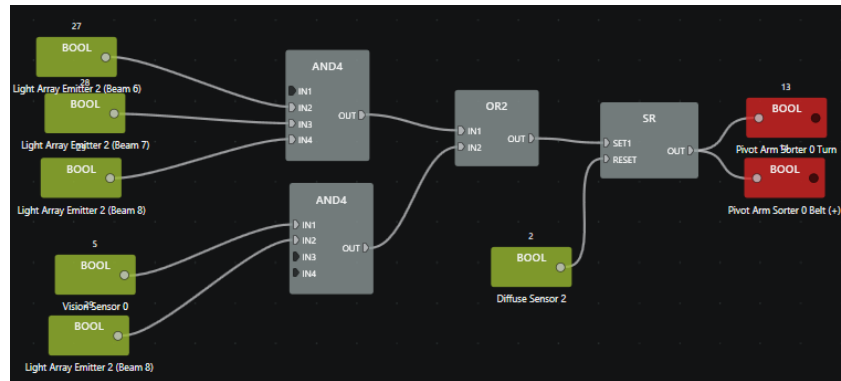 27
BOOL
Light Array Emitter 2 (Beam 6)
28
BOOL
Light Array Emitter 2 (Beam 7)
BOOL
Light Array Emitter 2 (Beam 8)
5
BOOL
Vision Sensor 0
29
BOOL
Light Array Emitter 2 (Beam 8)
AND4
IN1
IN2
IN3
IN4
OUT
AND4
IN1
IN2
IN3
IN4
OUT
OR2
IN1
IN2
OUT
2
BOOL
Diffuse Sensor 2
SR
SET1
RESET
OUT
13
BOOL
Pivot Arm Sorter 0 Turn
BOOL
Pivot Arm Sorter 0 Belt (+)